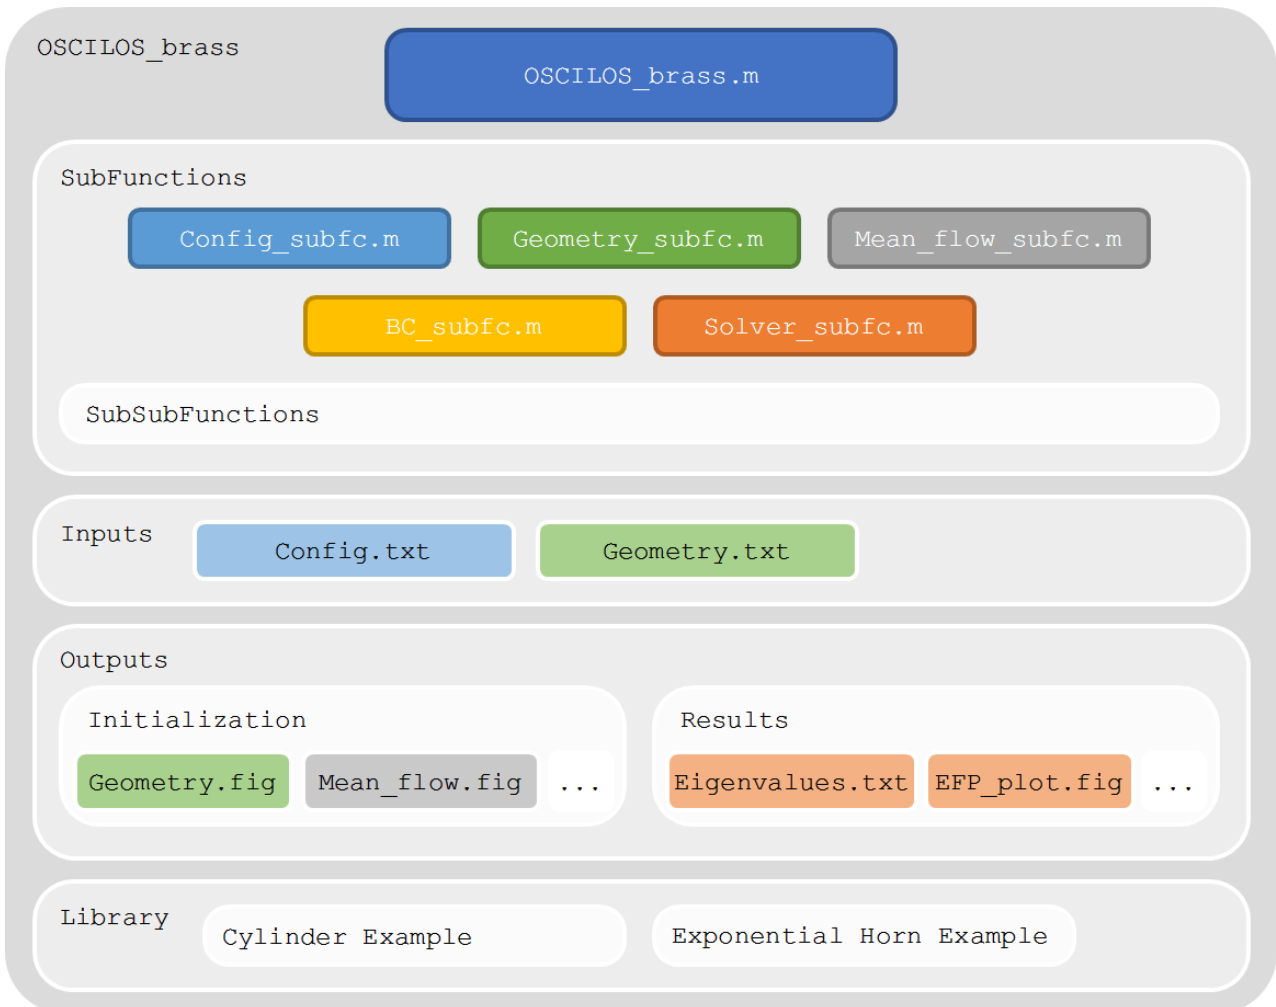 OSCILOS_brass
OSCILOS_brass.m
SubFunctions
Config_subfc.m
Geometry_subfc.m
Mean_flow_subfc.m
BC_subfc.m
Solver_subfc.m
SubSubFunctions
Inputs
Config.txt
Geometry.txt
Outputs
Initialization
Geometry.fig
Mean_flow.fig
...
Results
Eigenvalues.txt
EFP_plot.fig
...
Library
Cylinder Example
Exponential Horn Example